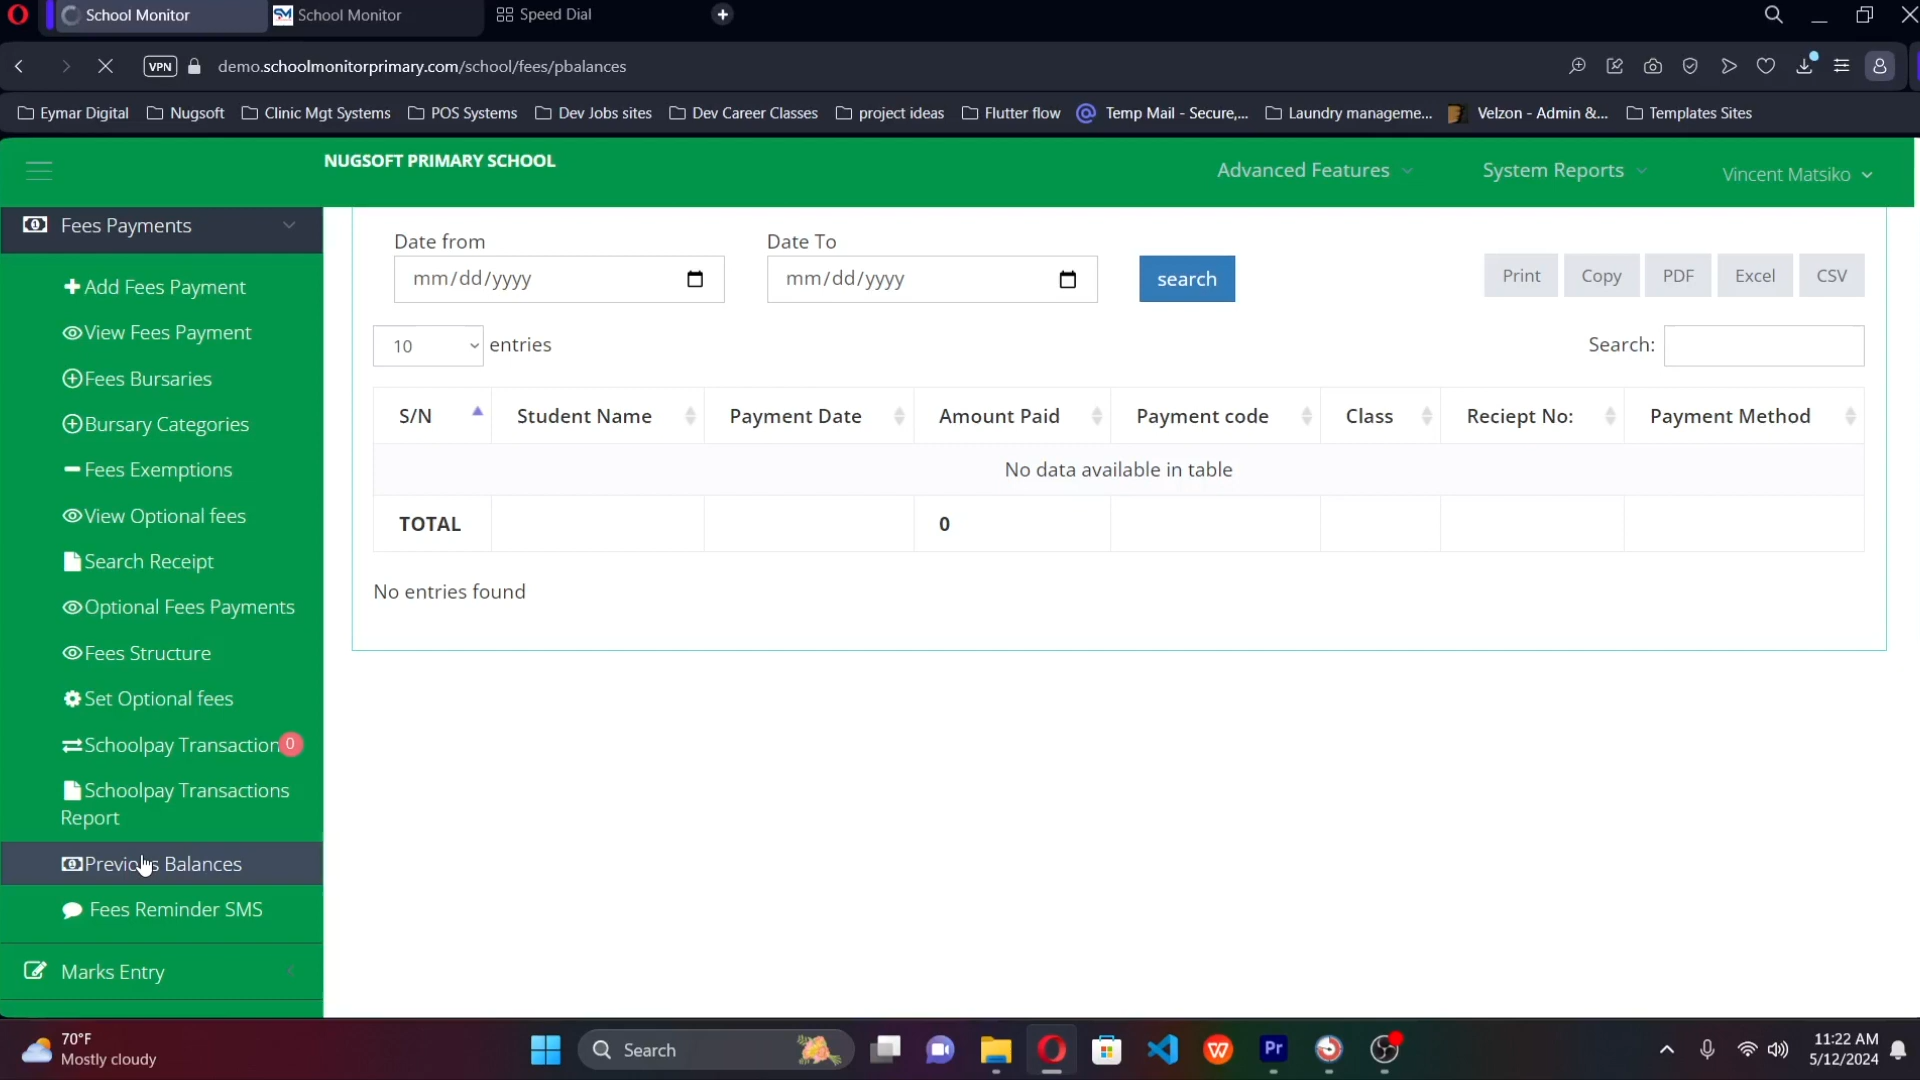 School Monitor
School Monitor
Speed Dial
VPN
demo.schoolmonitorprimary.com/school/fees/pbalances
Eymar Digital
Nugsoft
Clinic Mgt Systems
POS Systems
Dev Jobs sites
Dev Career Classes
project ideas
Flutter flow
Temp Mail - Secure,...
Laundry manageme...
Velzon - Admin &...
Templates Sites
NUGSOFT PRIMARY SCHOOL
Advanced Features
System Reports
Vincent Matsiko
Fees Payments
Add Fees Payment
View Fees Payment
Fees Bursaries
Bursary Categories
Fees Exemptions
View Optional fees
Search Receipt
Optional Fees Payments
Fees Structure
Set Optional fees
Schoolpay Transaction 0
Schoolpay Transactions
Report
Previous Balances
Fees Reminder SMS
Marks Entry
Date from
Date To
mm/dd/yyyy
mm/dd/yyyy
search
Print
Copy
PDF
Excel
CSV
10 entries
Search:
S/N Student Name Payment Date Amount Paid Payment code Class Reciept No: Payment Method
No data available in table
TOTAL 0
No entries found
70°F
Mostly cloudy
Search
Pr
11:22 AM
5/12/2024